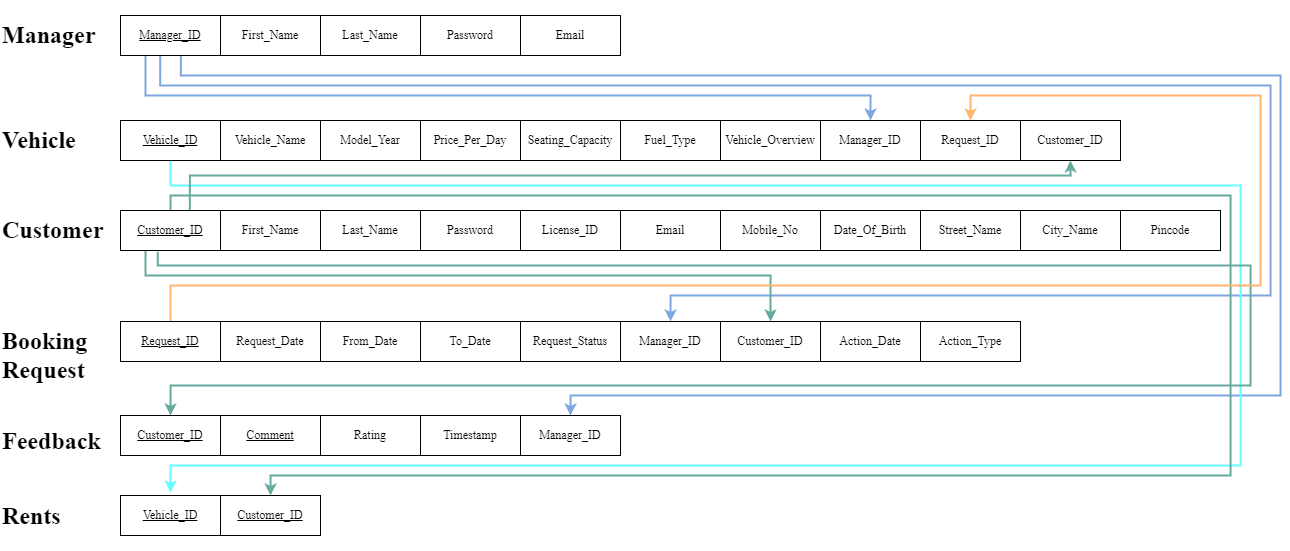 Manager Manager_ID First_Name Last_Name Password Email
Vehicle Vehicle_ID Vehicle_Name Model_Year Price_Per_Day Seating_Capacity Fuel_Type Vehicle_Overview Manager_ID Request_ID Customer_ID
Customer Customer_ID First_Name Last_Name Password License_ID Email Mobile_No Date_Of_Birth Street_Name City_Name Pincode
Booking Request_ID Request_Date From_Date To_Date Request_Status Manager_ID Customer_ID Action_Date Action_Type
Request
Feedback Customer_ID Comment Rating Timestamp Manager_ID
Rents Vehicle_ID Customer_ID